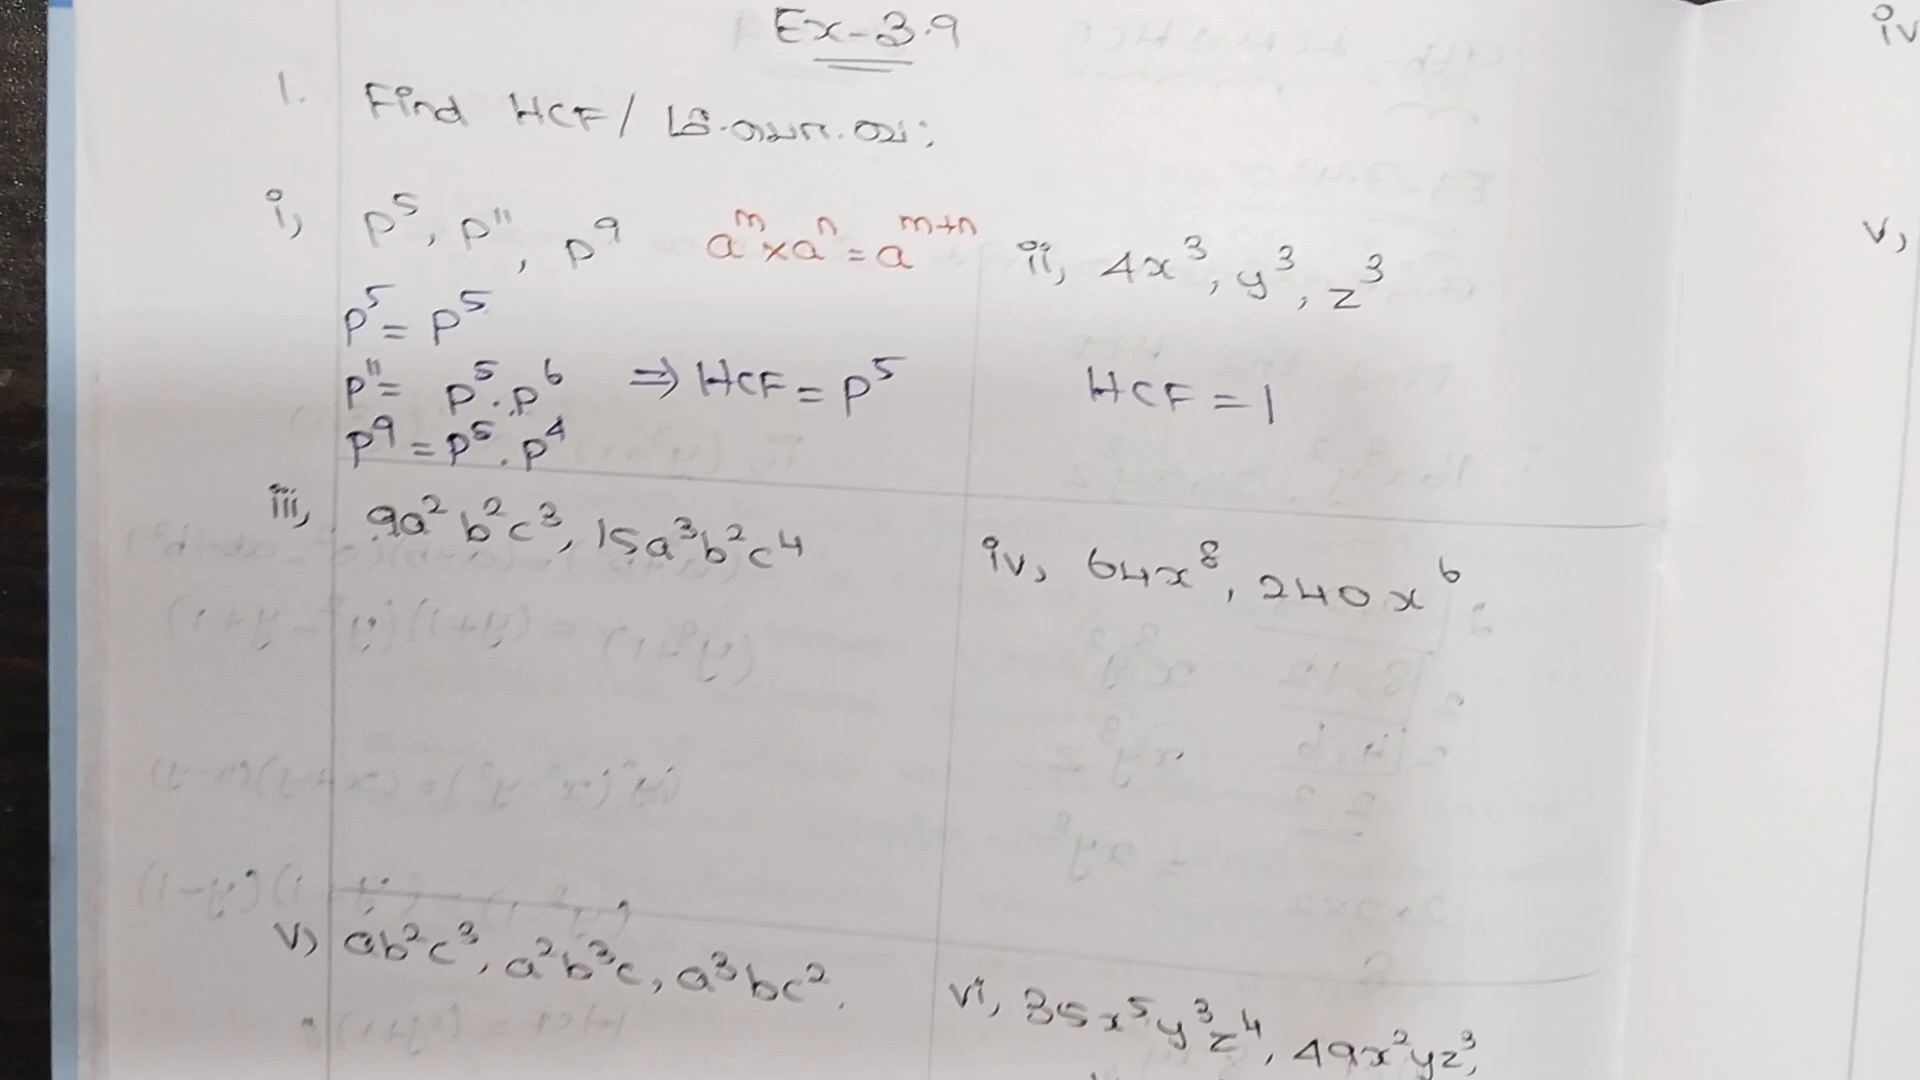 Ex-3.9
1. Find HCF / மீ.பொ.வ:
i, p⁵, p¹¹, p⁹ aᵐ × aⁿ = aᵐ⁺ⁿ
p⁵ = p⁵
p¹¹ = p⁵.p⁶ ⇒ HCF = p⁵
p⁹ = p⁵.p⁴
ii, 4x³, y³, z³
HCF = 1
iii, 9a²b²c³, 15a³b²c⁴
iv, 64x⁸, 240x⁶.
v) ab²c³, a²b³c, a³bc².
vi, 35x⁵y³z⁴, 49x²yz³,
iv
v,